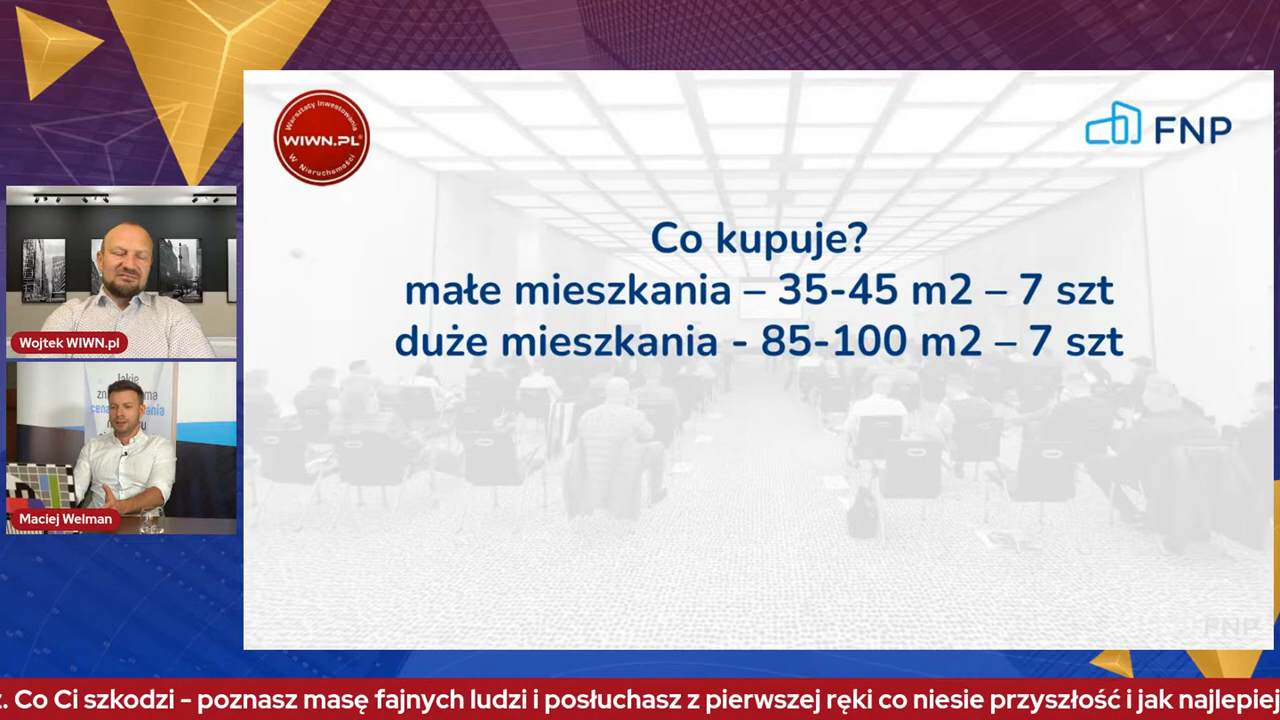 Warsztaty Inwestowania
WIWN.PL
W Nieruchomości
FNP
Co kupuje?
małe mieszkania – 35-45 m2 – 7 szt
duże mieszkania - 85-100 m2 – 7 szt
Wojtek WIWN.pl
Jakie
Maciej Welman
FNP
z. Co Ci szkodzi - poznasz masę fajnych ludzi i posłuchasz z pierwszej ręki co niesie przyszłość i jak najlepiej